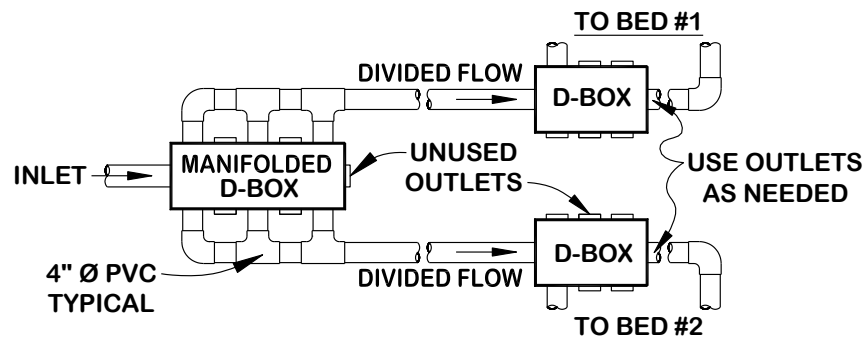 TO BED #1
DIVIDED FLOW
D-BOX
INLET
MANIFOLDED
D-BOX
UNUSED
OUTLETS
USE OUTLETS
AS NEEDED
4" Ø PVC
TYPICAL
DIVIDED FLOW
D-BOX
TO BED #2